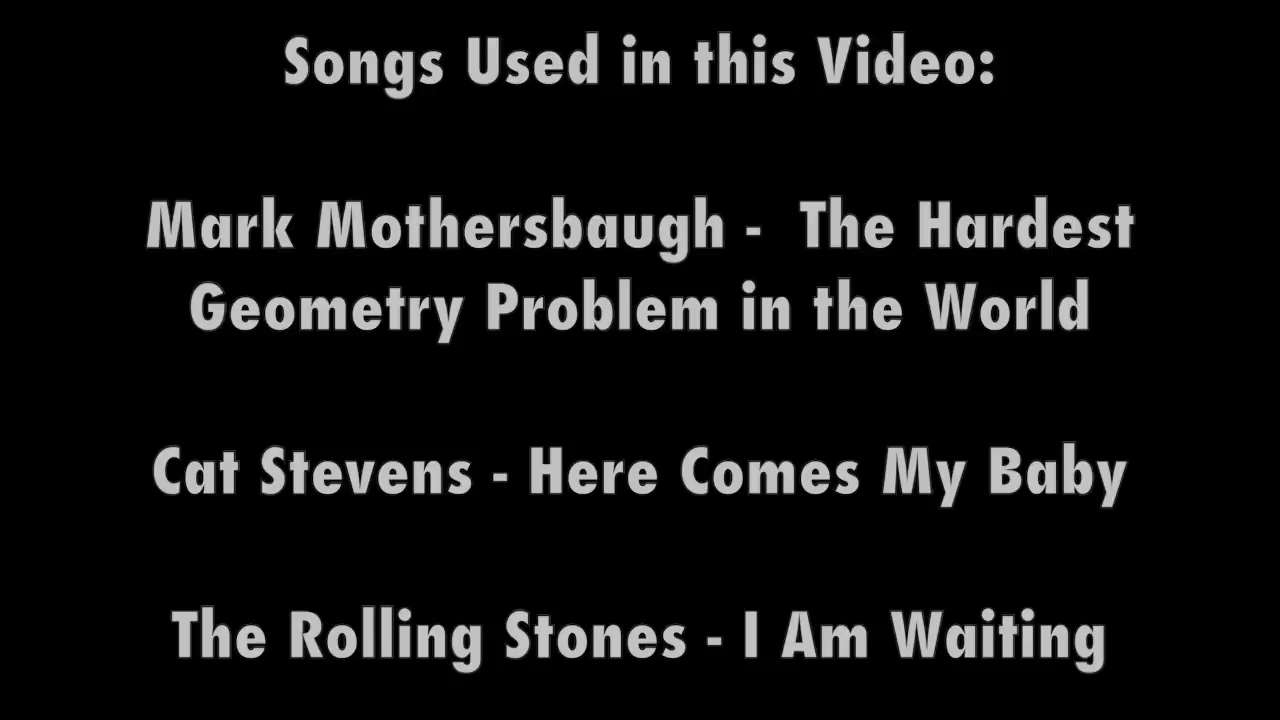 Songs Used in this Video:
Mark Mothersbaugh -  The Hardest
Geometry Problem in the World
Cat Stevens - Here Comes My Baby
The Rolling Stones - I Am Waiting